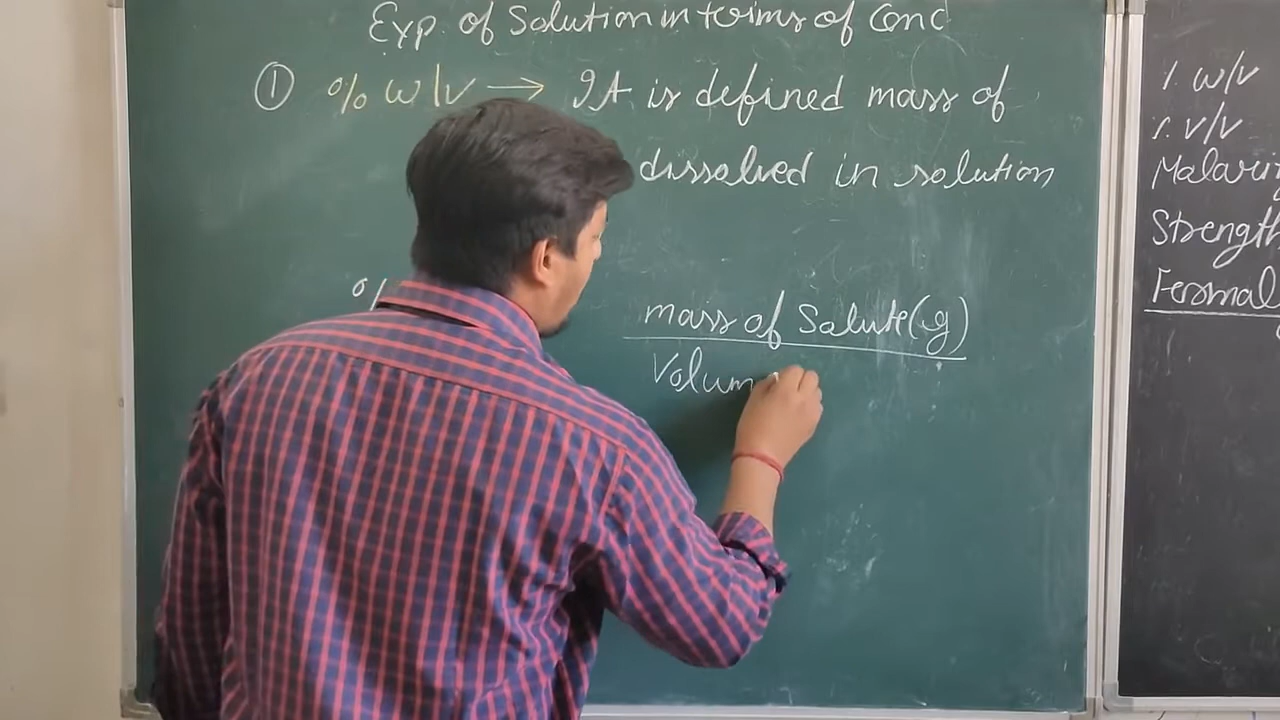 Exp. of Solution in terms of Conc
① % w/v → It is defined mass of
dissolved in solution
%
mass of Solute(g)
Volum
% w/v
% v/v
Molarit
Strength
Formal